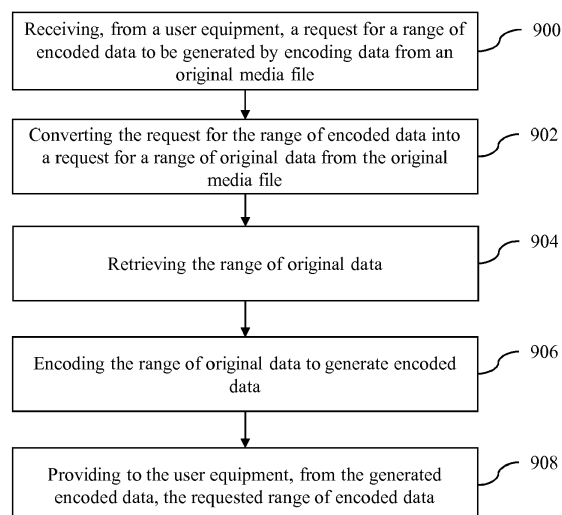 Receiving, from a user equipment, a request for a range of
encoded data to be generated by encoding data from an
original media file
900
Converting the request for the range of encoded data into
a request for a range of original data from the original
media file
902
Retrieving the range of original data
904
Encoding the range of original data to generate encoded
data
906
Providing to the user equipment, from the generated
encoded data, the requested range of encoded data
908